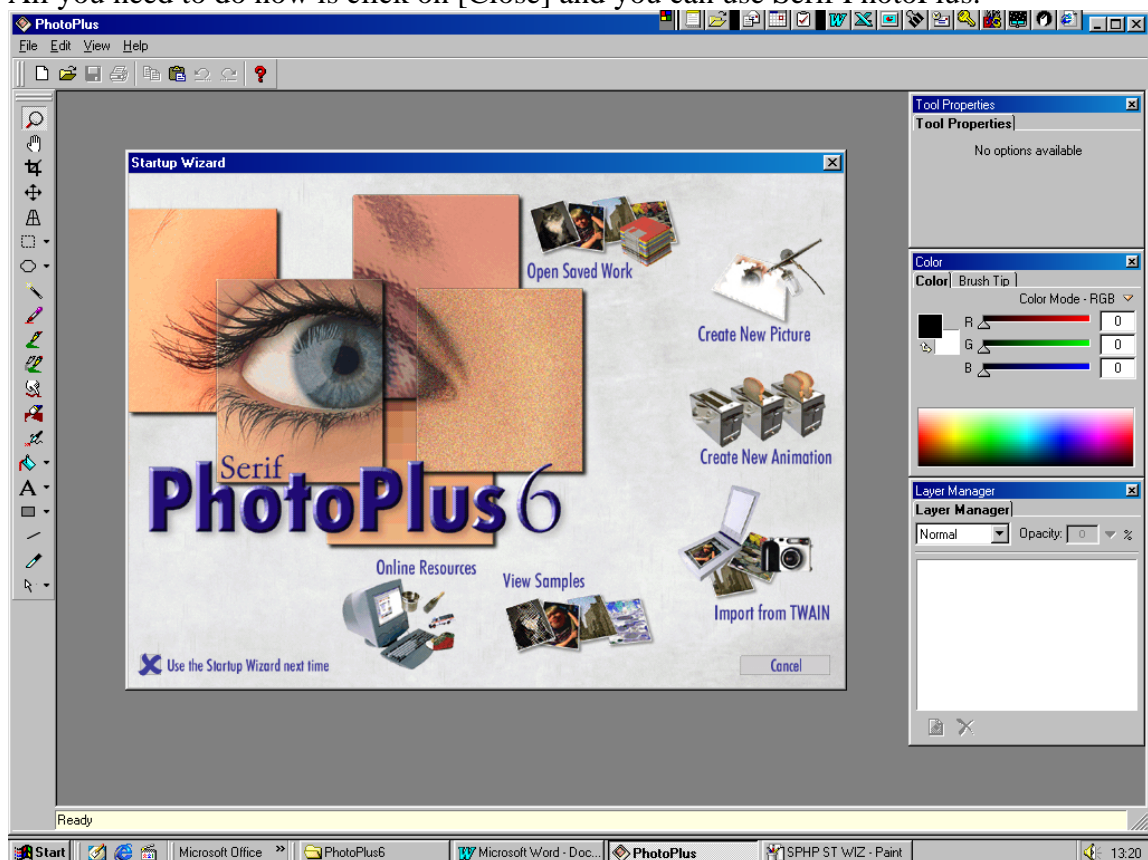 All you need to do now is click on [Close] and you can use Serif PhotoPlus.
PhotoPlus
File Edit View Help
Tool Properties
Tool Properties
No options available
Startup Wizard
Open Saved Work
Create New Picture
Create New Animation
Import from TWAIN
Serif
PhotoPlus 6
Online Resources
View Samples
Use the Startup Wizard next time
Cancel
Color
Color Brush Tip
Color Mode - RGB
R 0
G 0
B 0
Layer Manager
Layer Manager
Normal Opacity: 0 %
Ready
Start Microsoft Office » PhotoPlus6 Microsoft Word - Doc... PhotoPlus SPHP ST WIZ - Paint 13:20